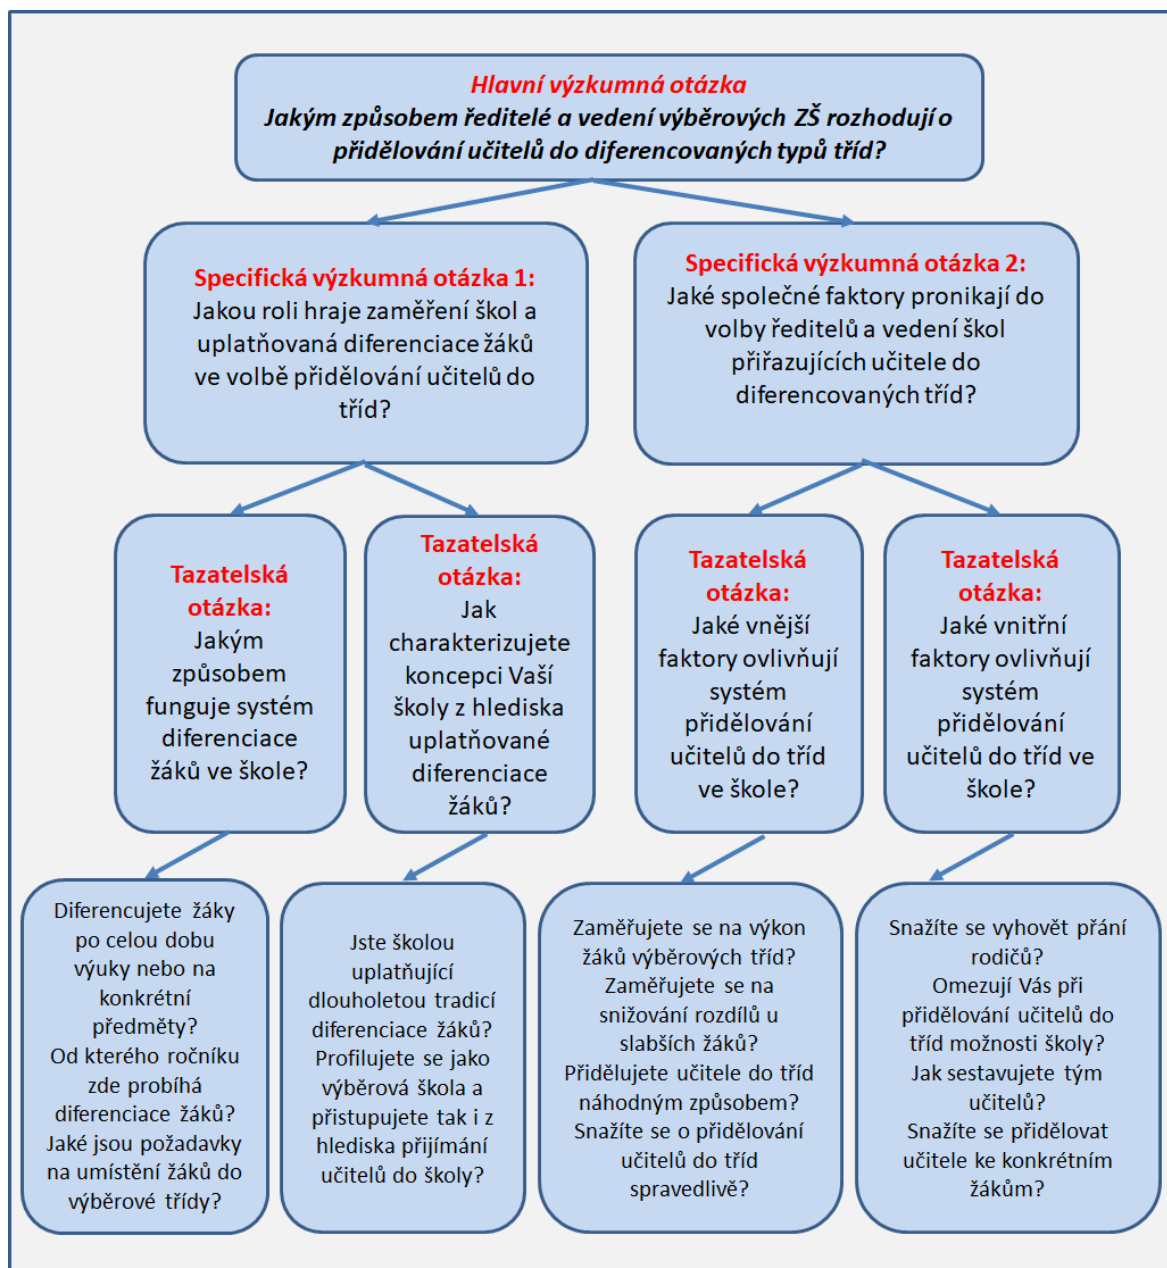 Hlavní výzkumná otázka
Jakým způsobem ředitelé a vedení výběrových ZŠ rozhodují o
přidělování učitelů do diferencovaných typů tříd?
Specifická výzkumná otázka 1:
Jakou roli hraje zaměření škol a
uplatňovaná diferenciace žáků
ve volbě přidělování učitelů do
tříd?
Specifická výzkumná otázka 2:
Jaké společné faktory pronikají do
volby ředitelů a vedení škol
přiřazujících učitele do
diferencovaných tříd?
Tazatelská
otázka:
Jakým
způsobem
funguje systém
diferenciace
žáků ve škole?
Tazatelská
otázka:
Jak
charakterizujete
koncepci Vaší
školy z hlediska
uplatňované
diferenciace
žáků?
Tazatelská
otázka:
Jaké vnější
faktory ovlivňují
systém
přidělování
učitelů do tříd
ve škole?
Tazatelská
otázka:
Jaké vnitřní
faktory ovlivňují
systém
přidělování
učitelů do tříd ve
škole?
Diferencujete žáky
po celou dobu
výuky nebo na
konkrétní
předměty?
Od kterého ročníku
zde probíhá
diferenciace žáků?
Jaké jsou požadavky
na umístění žáků do
výběrové třídy?
Jste školou
uplatňující
dlouholetou tradicí
diferenciace žáků?
Profilujete se jako
výběrová škola a
přistupujete tak i z
hlediska přijímání
učitelů do školy?
Zaměřujete se na výkon
žáků výběrových tříd?
Zaměřujete se na
snižování rozdílů u
slabších žáků?
Přidělujete učitele do tříd
náhodným způsobem?
Snažíte se o přidělování
učitelů do tříd
spravedlivě?
Snažíte se vyhovět přání
rodičů?
Omezují Vás při
přidělování učitelů do
tříd možnosti školy?
Jak sestavujete tým
učitelů?
Snažíte se přidělovat
učitele ke konkrétním
žákům?